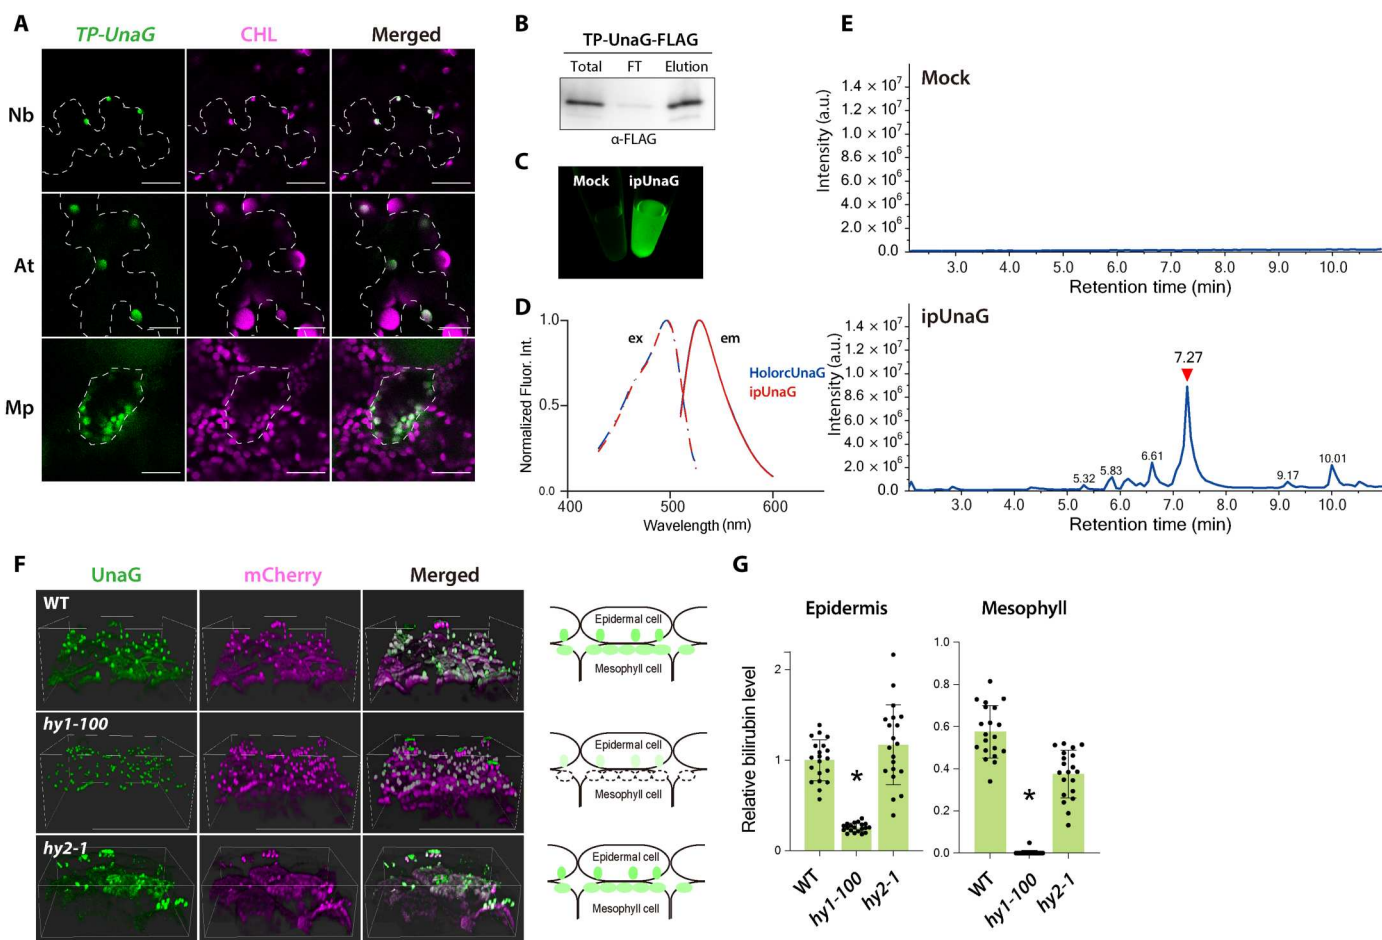 A
TP-UnaG CHL Merged
Nb
At
Mp
B
TP-UnaG-FLAG
Total FT Elution
α-FLAG
C
Mock ipUnaG
D
1.0
0.5
0.0
Normalized Fluor. Int.
ex em
HolorcUnaG
ipUnaG
400 500 600
Wavelength (nm)
E
Mock
Intensity (a.u.)
1.4 × 10⁷
1.2 × 10⁷
1.0 × 10⁷
8.6 × 10⁶
6.0 × 10⁶
4.0 × 10⁶
2.0 × 10⁶
0.0
3.0 4.0 5.0 6.0 7.0 8.0 9.0 10.0
Retention time (min)
ipUnaG
Intensity (a.u.)
1.4 × 10⁷
1.2 × 10⁷
1.0 × 10⁷
8.6 × 10⁶
6.0 × 10⁶
4.0 × 10⁶
2.0 × 10⁶
0.0
5.32 5.83 6.61 7.27 9.17 10.01
3.0 4.0 5.0 6.0 7.0 8.0 9.0 10.0
Retention time (min)
F
UnaG mCherry Merged
WT
Epidermal cell
Mesophyll cell
hy1-100
Epidermal cell
Mesophyll cell
hy2-1
Epidermal cell
Mesophyll cell
G
Epidermis
Relative bilirubin level
2
1
0
*
WT hy1-100 hy2-1
Mesophyll
1.0
0.8
0.6
0.4
0.2
0.0
*
WT hy1-100 hy2-1